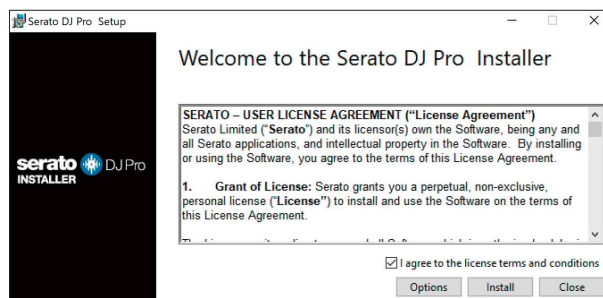 Serato DJ Pro Setup
Welcome to the Serato DJ Pro Installer
SERATO – USER LICENSE AGREEMENT (“License Agreement”)
Serato Limited (“Serato”) and its licensor(s) own the Software, being any and
all Serato applications, and intellectual property in the Software. By installing
or using the Software, you agree to the terms of this License Agreement.
1. Grant of License: Serato grants you a perpetual, non-exclusive,
personal license (“License”) to install and use the Software on the terms of
this License Agreement.
serato DJ Pro
INSTALLER
I agree to the license terms and conditions
Options Install Close